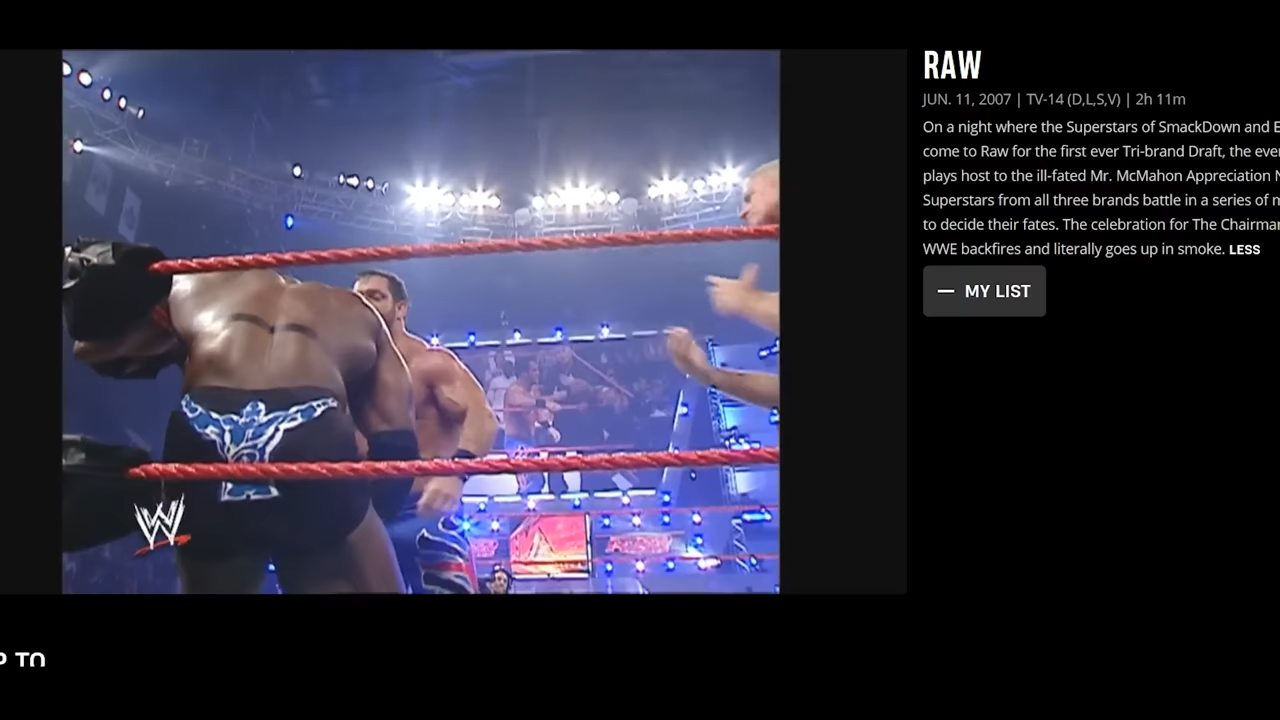 RAW
JUN. 11, 2007 | TV-14 (D,L,S,V) | 2h 11m
On a night where the Superstars of SmackDown and E
come to Raw for the first ever Tri-brand Draft, the eve
plays host to the ill-fated Mr. McMahon Appreciation N
Superstars from all three brands battle in a series of m
to decide their fates. The celebration for The Chairman
WWE backfires and literally goes up in smoke. LESS
— MY LIST
W
P TO